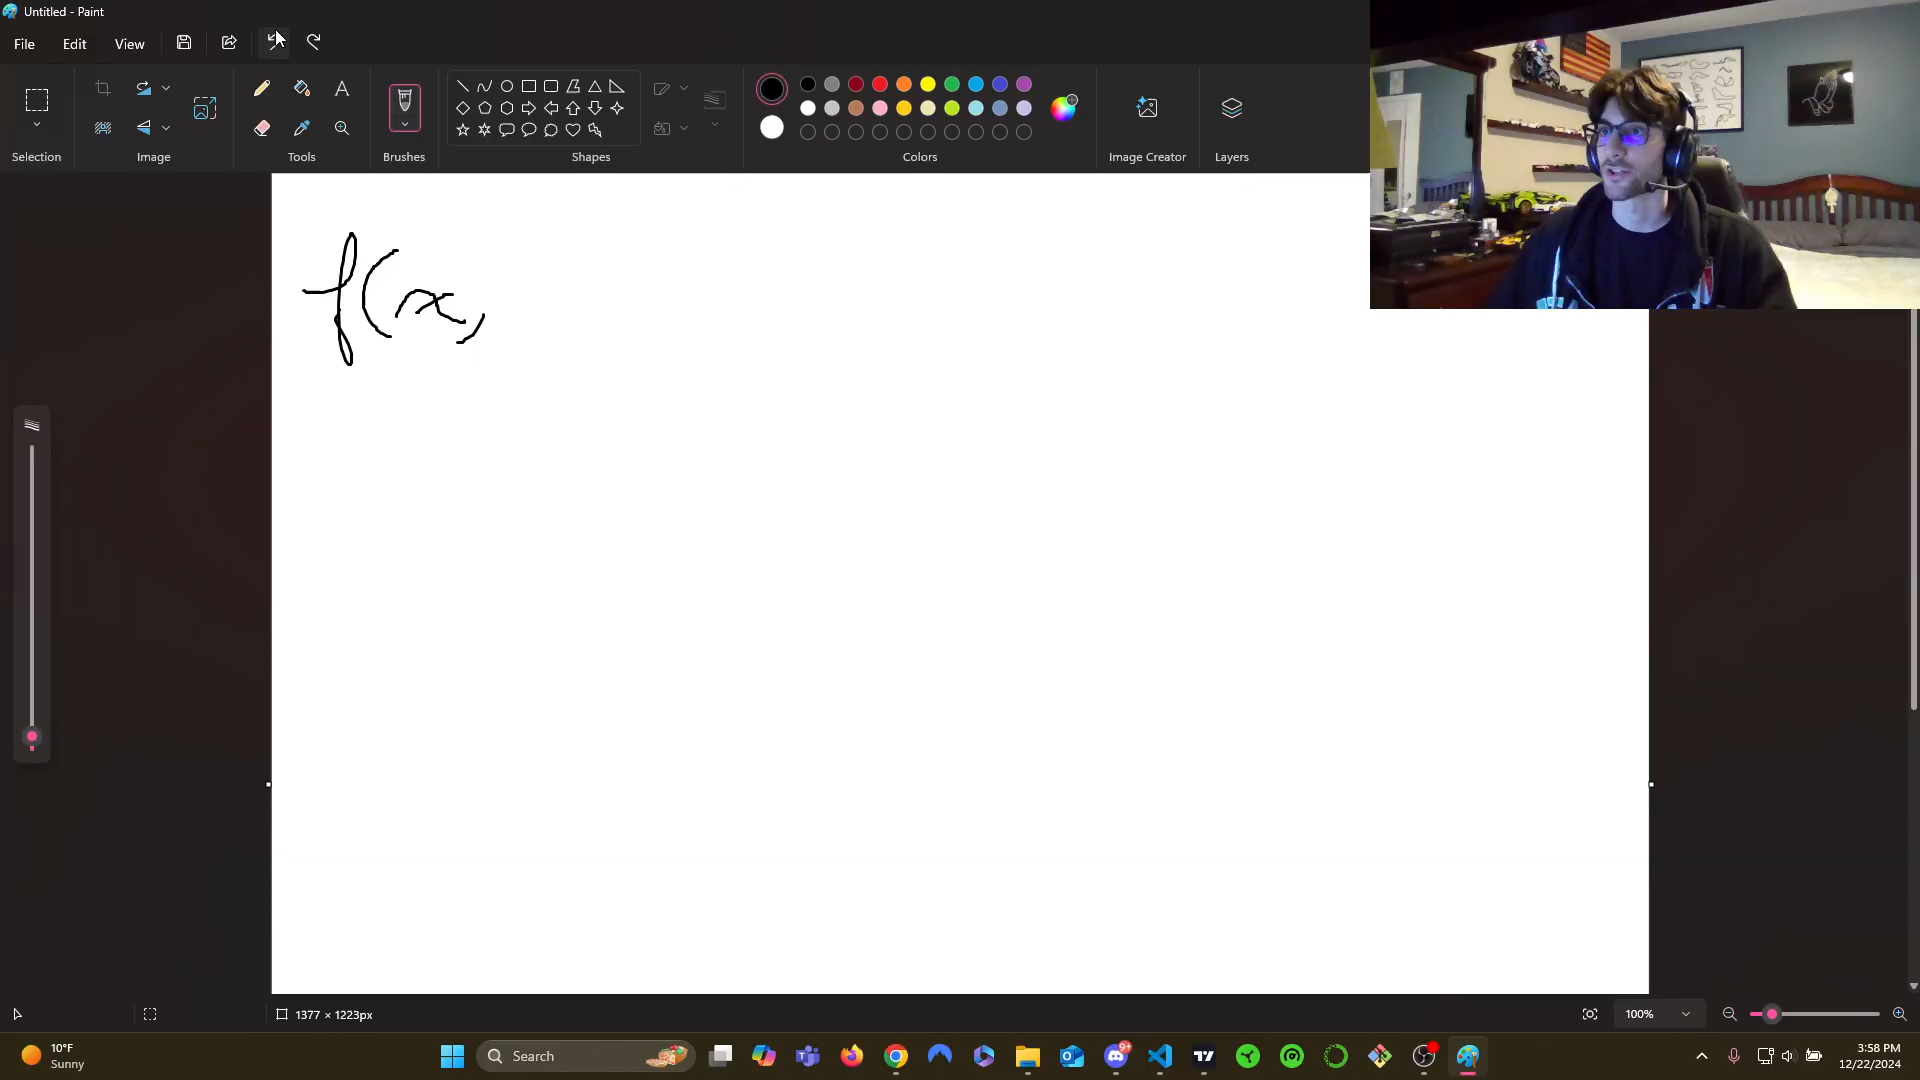 Untitled - Paint
File Edit View
Selection Image Tools Brushes Shapes Colors Image Creator Layers
f(x,
1377 × 1223px 100%
10°F
Sunny
Search
9+
3:58 PM
12/22/2024